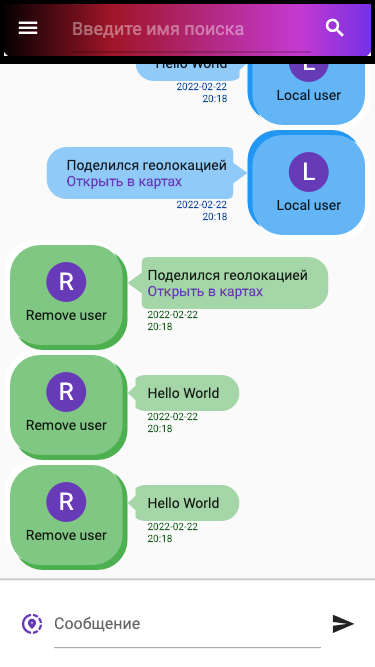 Введите имя поиска
Hello World
L
2022-02-22
20:18
Local user
Поделился геолокацией
Открыть в картах
L
Local user
2022-02-22
20:18
R
Remove user
Поделился геолокацией
Открыть в картах
2022-02-22
20:18
R
Remove user
Hello World
2022-02-22
20:18
R
Remove user
Hello World
2022-02-22
20:18
Сообщение